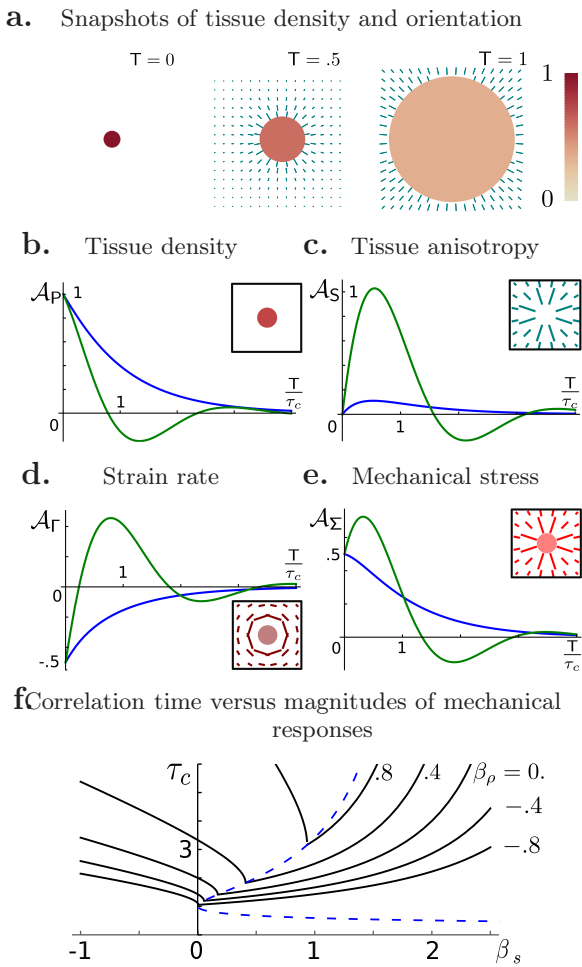 a. Snapshots of tissue density and orientation
T = 0
T = .5
T = 1
1
0
b. Tissue density
c. Tissue anisotropy
𝒜P
1
1
0
T/τc
𝒜S
1
0
1
T/τc
d. Strain rate
e. Mechanical stress
𝒜Γ
0
1
-.5
T/τc
𝒜Σ
.5
0
1
T/τc
f. Correlation time versus magnitudes of mechanical
responses
τc
.8
.4
βρ = 0.
−.4
3
−.8
-1
0
1
2
βs